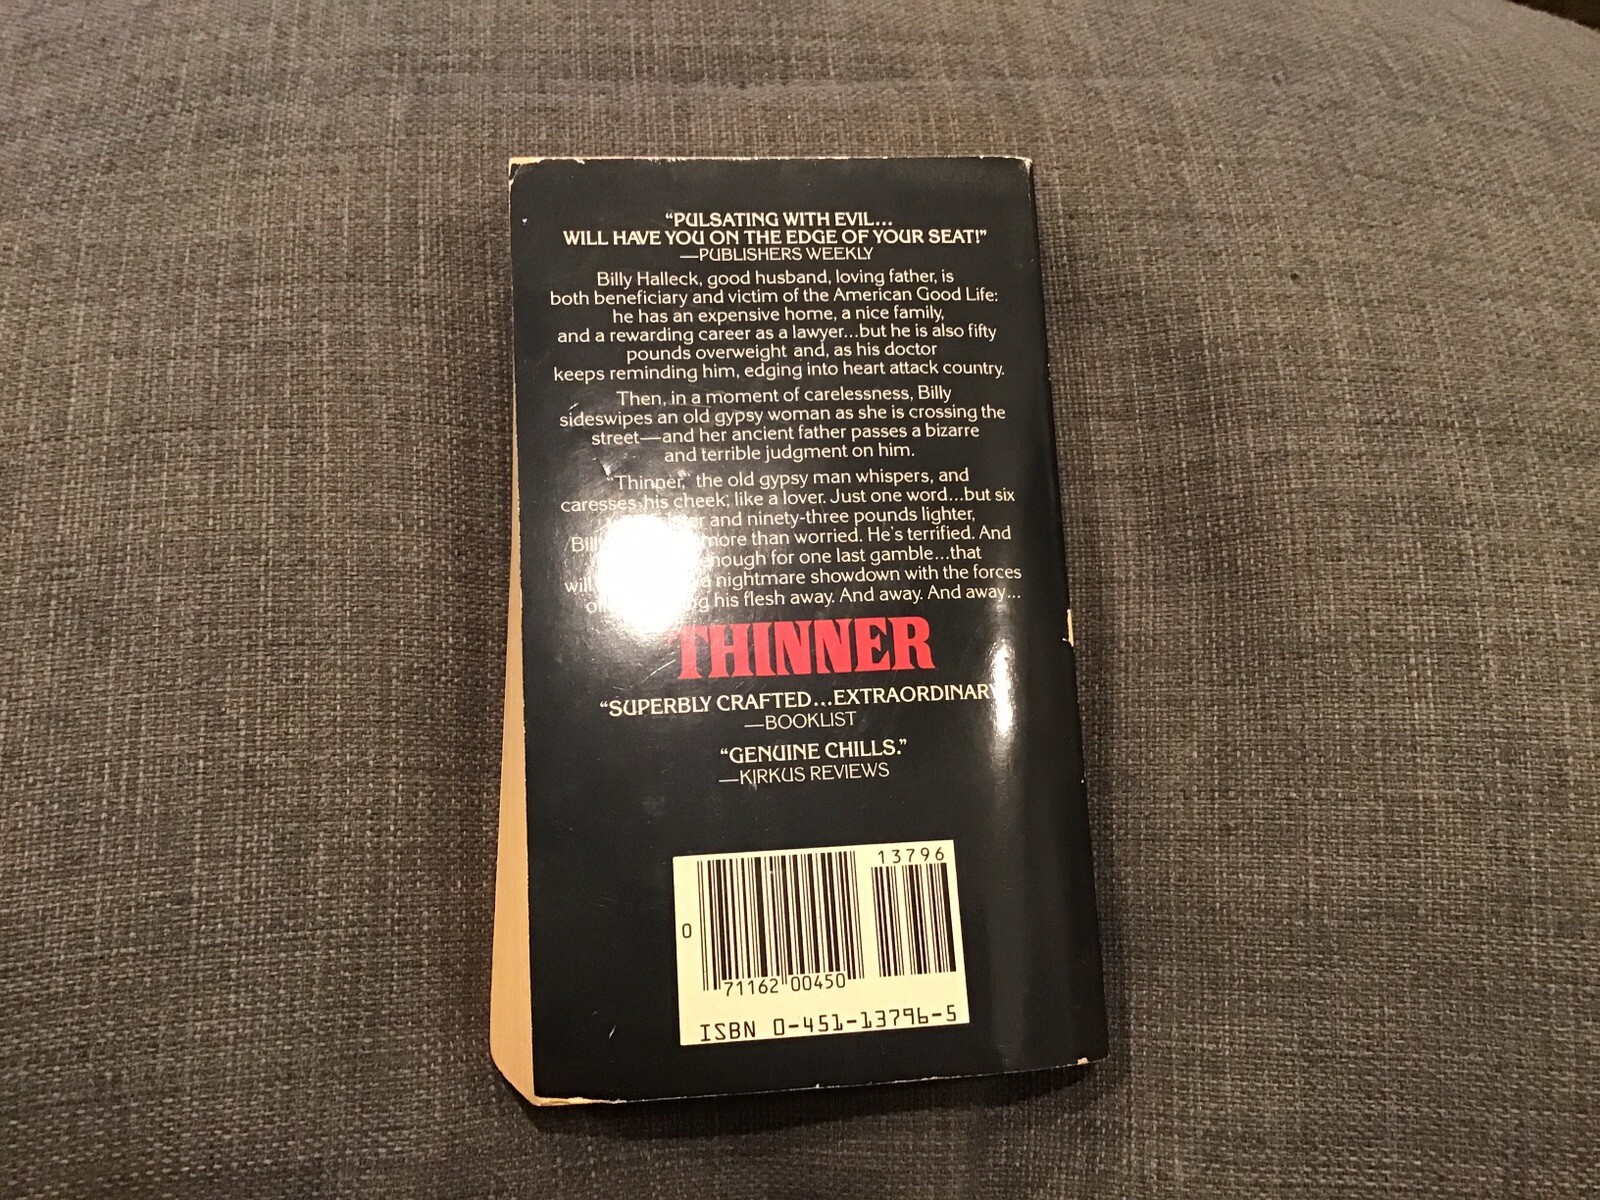 “PULSATING WITH EVIL...
WILL HAVE YOU ON THE EDGE OF YOUR SEAT!”
—PUBLISHERS WEEKLY
Billy Halleck, good husband, loving father, is
both beneficiary and victim of the American Good Life:
he has an expensive home, a nice family,
and a rewarding career as a lawyer...but he is also fifty
pounds overweight and, as his doctor
keeps reminding him, edging into heart attack country.
Then, in a moment of carelessness, Billy
sideswipes an old gypsy woman as she is crossing the
street—and her ancient father passes a bizarre
and terrible judgment on him.
“Thinner,” the old gypsy man whispers, and
caresses his cheek, like a lover. Just one word...but six
and ninety-three pounds lighter,
more than worried. He's terrified. And
enough for one last gamble...that
will a nightmare showdown with the forces
his flesh away. And away. And away...
THINNER
“SUPERBLY CRAFTED...EXTRAORDINARY
—BOOKLIST
“GENUINE CHILLS.”
—KIRKUS REVIEWS
13796
0
71162 00450
ISBN 0-451-13796-5